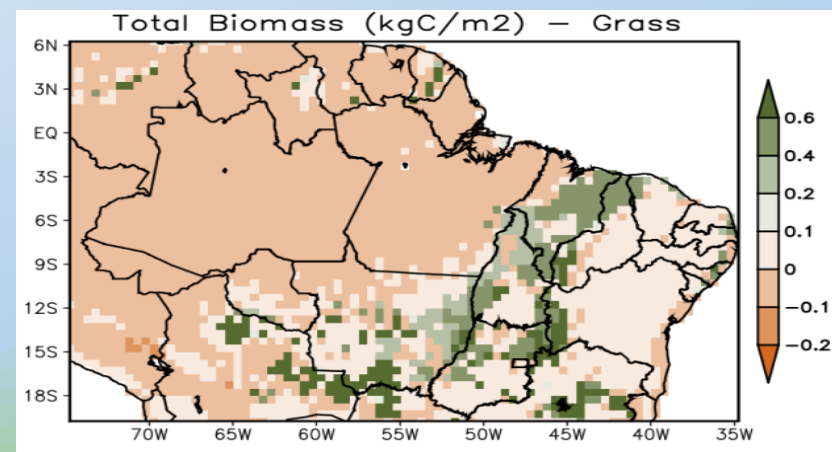 Total Biomass (kgC/m2) – Grass
6N
3N
EQ
3S
6S
9S
12S
15S
18S
70W 65W 60W 55W 50W 45W 40W 35W
0.6
0.4
0.2
0.1
0
-0.1
-0.2